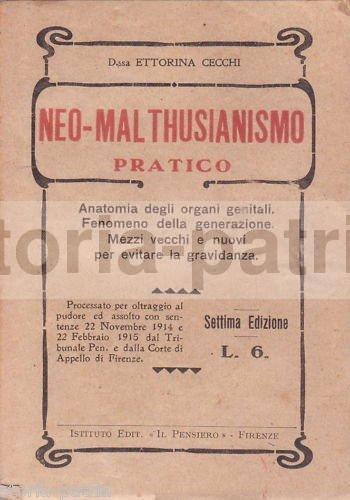 D.ssa ETTORINA CECCHI
NEO-MALTHUSIANISMO
PRATICO
Anatomia degli organi genitali.
Fenomeno della generazione.
Mezzi vecchi e nuovi
per evitare la gravidanza.
Processato per oltraggio al
pudore ed assolto con sen-
tenze 22 Novembre 1914 e
22 Febbraio 1915 dal Tri-
bunale Pen. e dalla Corte di
Appello di Firenze.
Settima Edizione
L. 6.
ISTITUTO EDIT. "IL PENSIERO" - FIRENZE
toria-patri
storia-patria